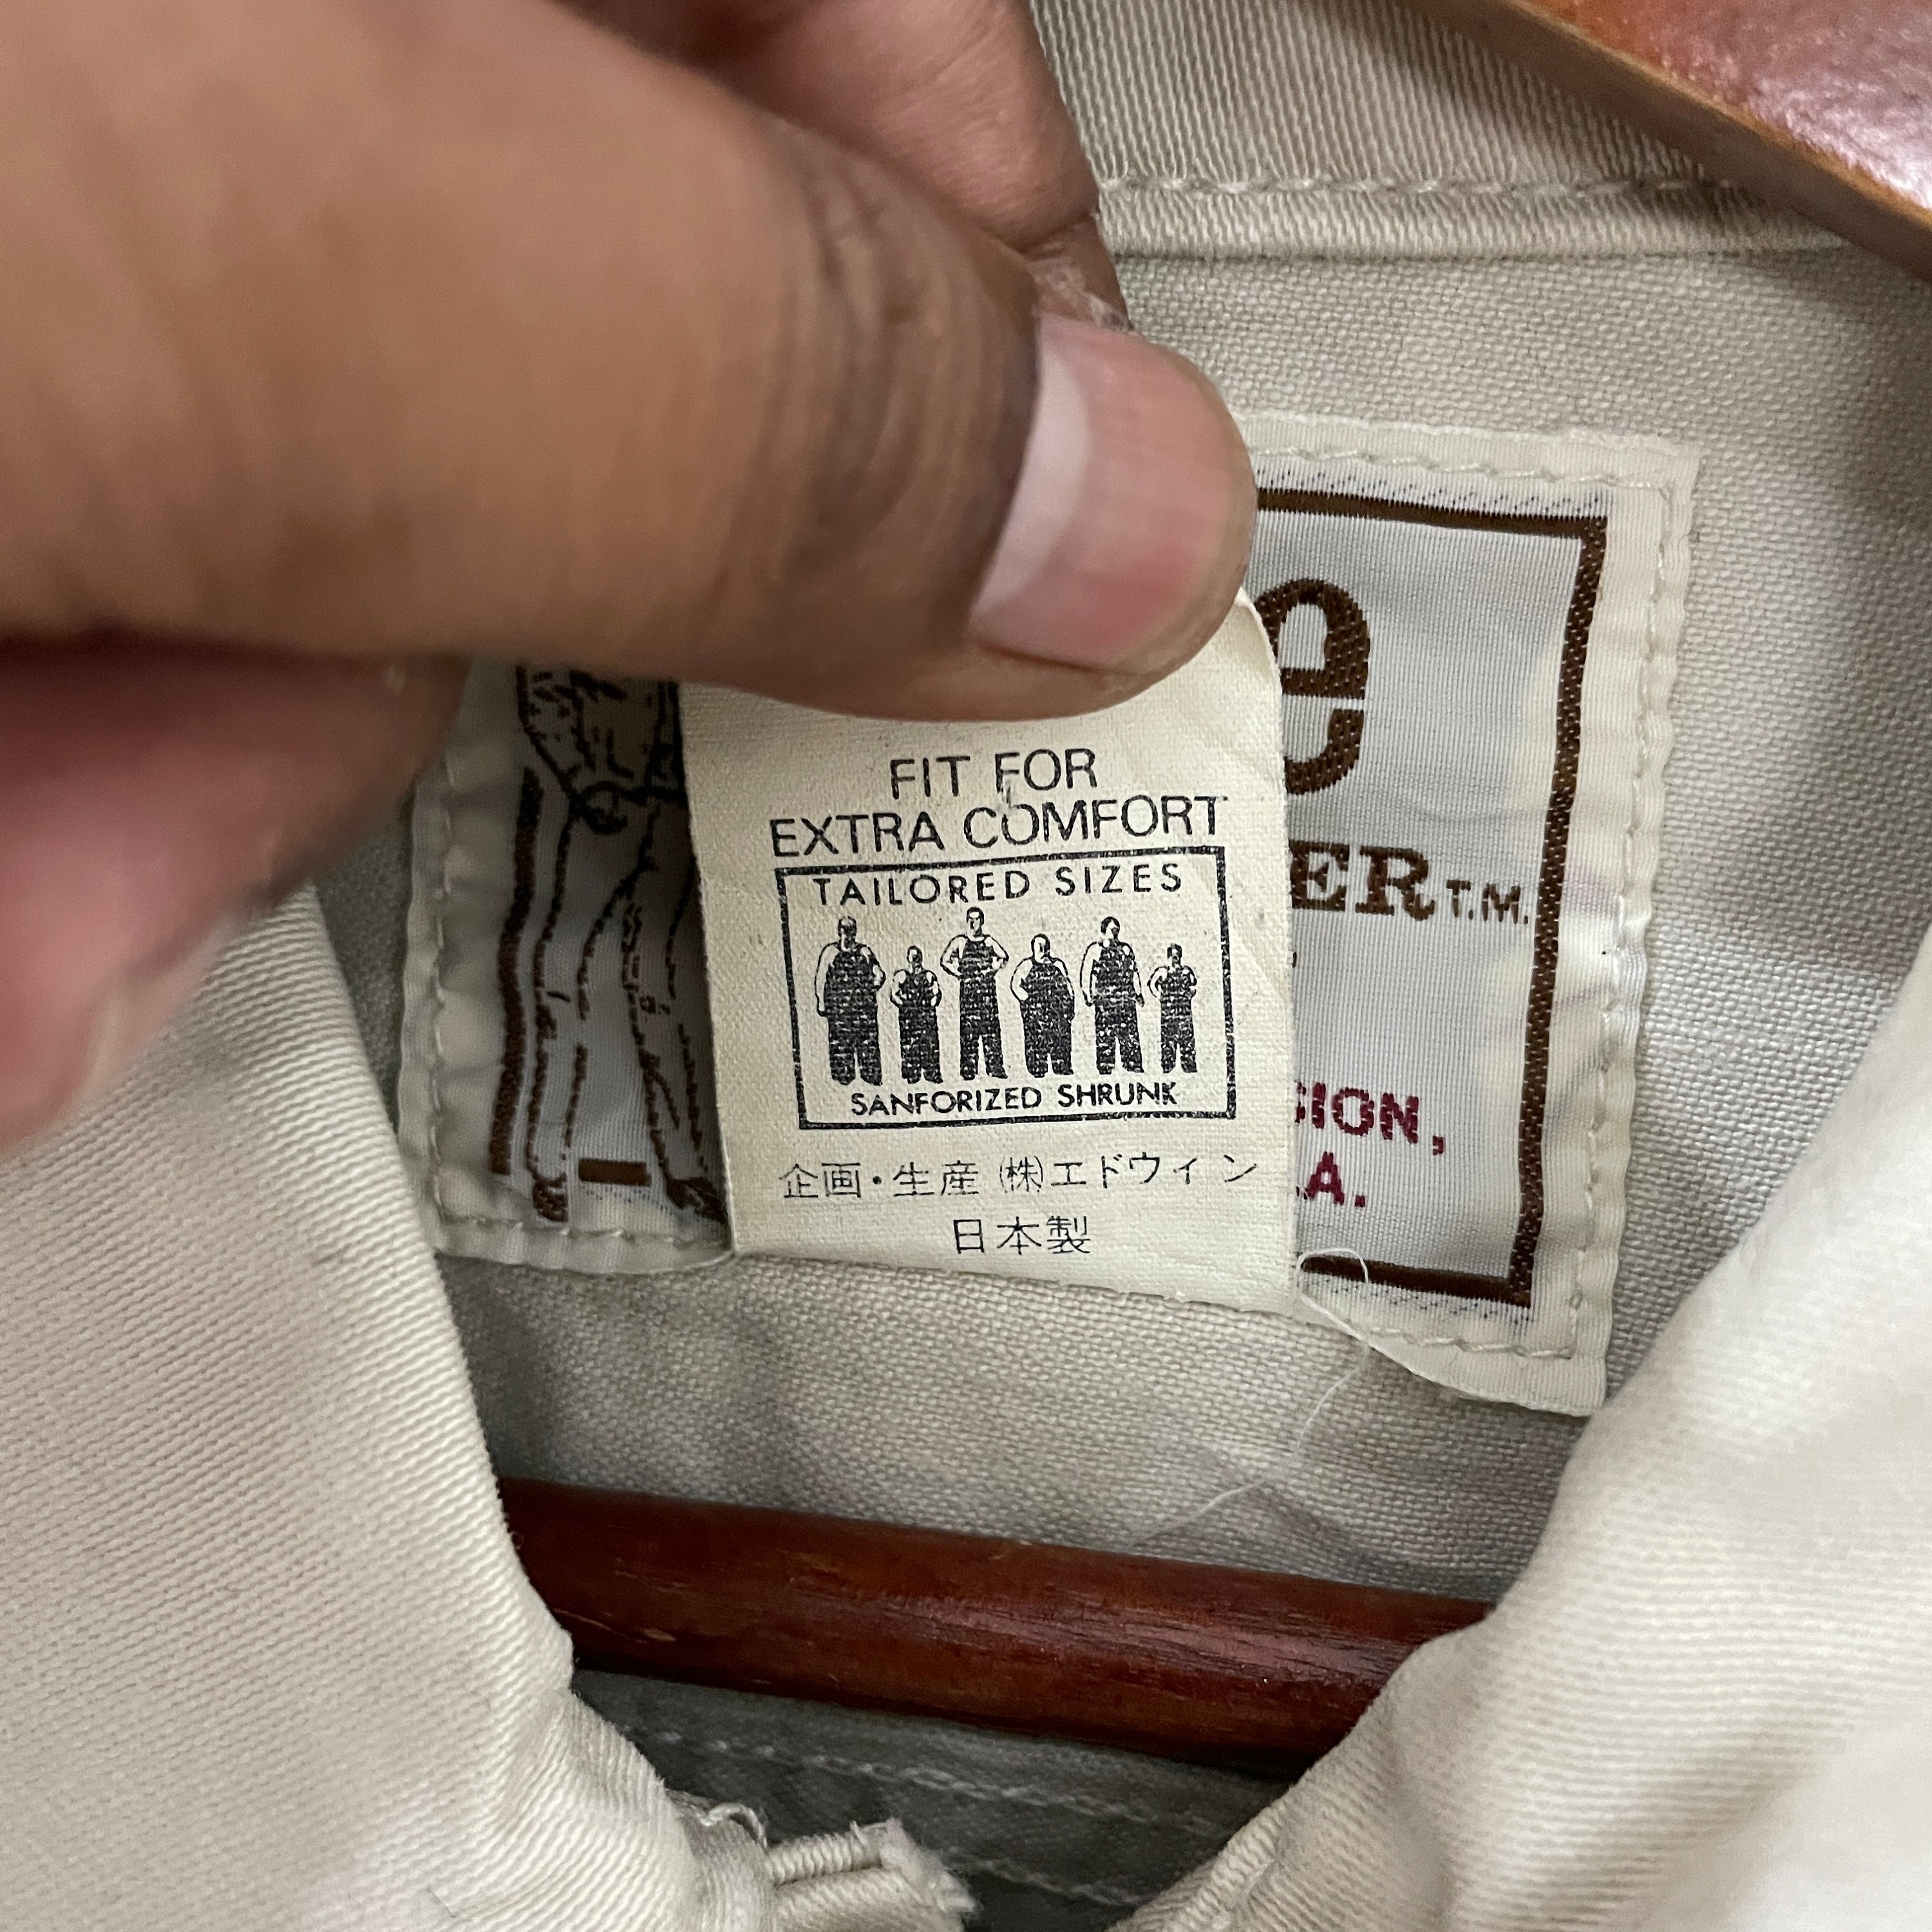 FIT FOR
EXTRA COMFORT
TAILORED SIZES
SANFORIZED SHRUNK
企画・生産 ㈱エドウィン
日本製
e
ER T.M.
ION,
A.